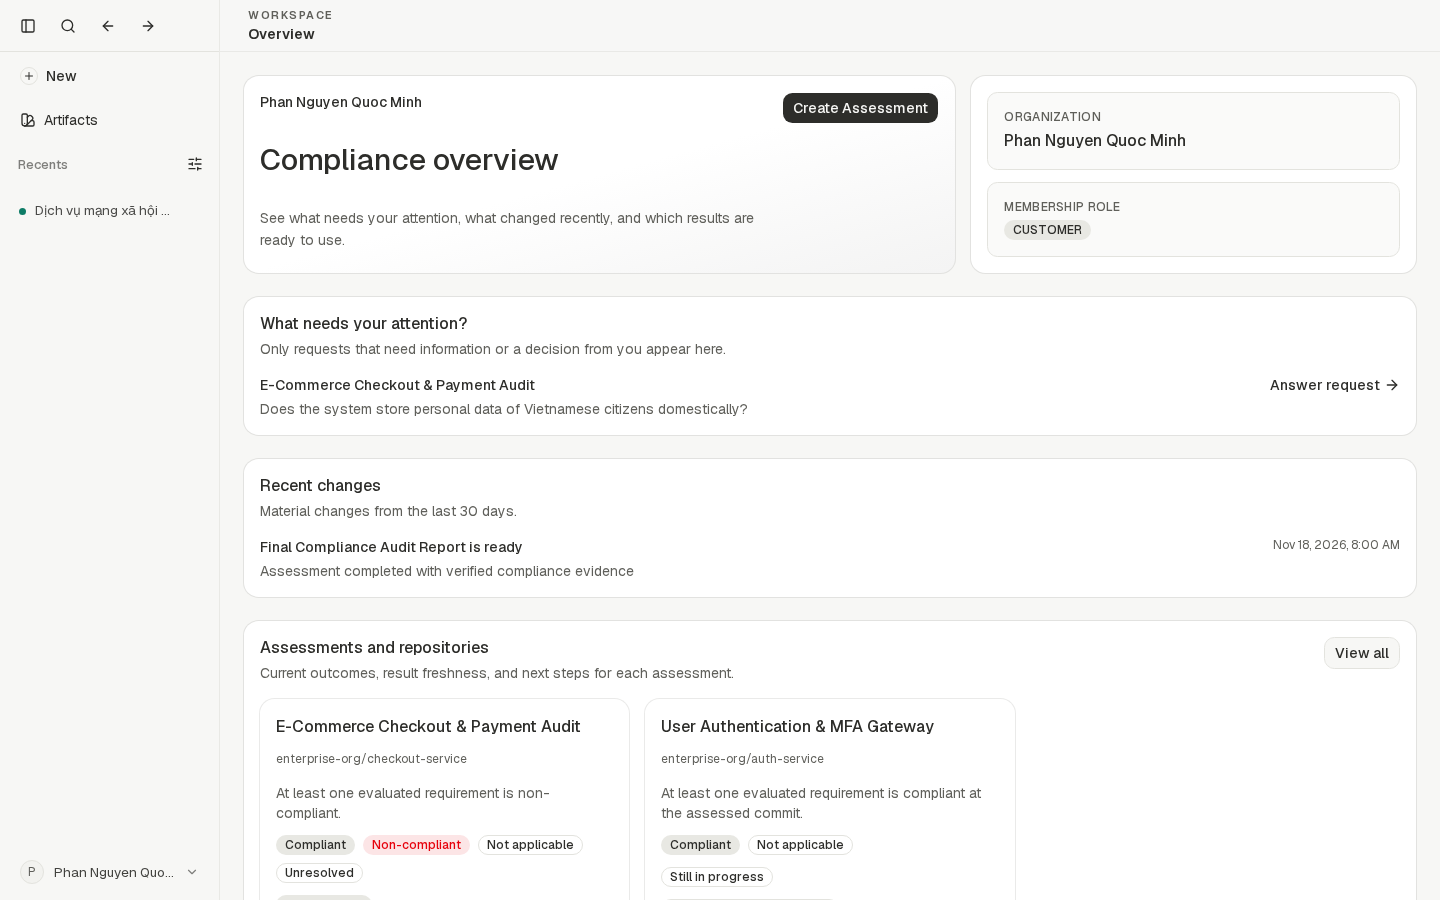 WORKSPACE
Overview
New
Artifacts
Recents
Dịch vụ mạng xã hội ...
P
Phan Nguyen Quo...
Phan Nguyen Quoc Minh
Create Assessment
Compliance overview
See what needs your attention, what changed recently, and which results are
ready to use.
ORGANIZATION
Phan Nguyen Quoc Minh
MEMBERSHIP ROLE
CUSTOMER
What needs your attention?
Only requests that need information or a decision from you appear here.
E-Commerce Checkout & Payment Audit
Answer request
Does the system store personal data of Vietnamese citizens domestically?
Recent changes
Material changes from the last 30 days.
Final Compliance Audit Report is ready
Nov 18, 2026, 8:00 AM
Assessment completed with verified compliance evidence
Assessments and repositories
View all
Current outcomes, result freshness, and next steps for each assessment.
E-Commerce Checkout & Payment Audit
enterprise-org/checkout-service
At least one evaluated requirement is non-
compliant.
Compliant
Non-compliant
Not applicable
Unresolved
User Authentication & MFA Gateway
enterprise-org/auth-service
At least one evaluated requirement is compliant at
the assessed commit.
Compliant
Not applicable
Still in progress